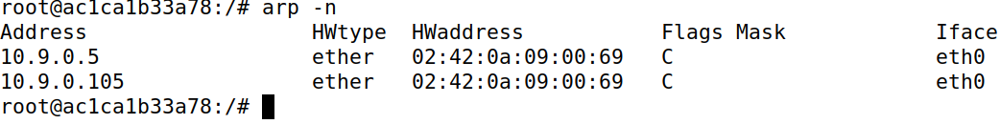 root@ac1ca1b33a78:/# arp -n
Address HWtype HWaddress Flags Mask Iface
10.9.0.5 ether 02:42:0a:09:00:69 C eth0
10.9.0.105 ether 02:42:0a:09:00:69 C eth0
root@ac1ca1b33a78:/#